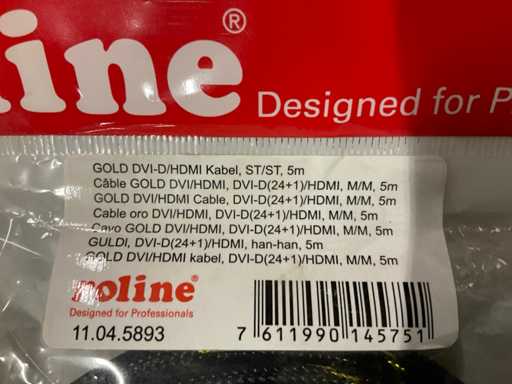 line®
Designed for P
GOLD DVI-D/HDMI Kabel, ST/ST, 5m
Câble GOLD DVI/HDMI, DVI-D(24+1)/HDMI, M/M, 5m
GOLD DVI/HDMI Cable, DVI-D(24+1)/HDMI, M/M, 5m
Cable oro DVI/HDMI, DVI-D(24+1)/HDMI, M/M, 5m
Cavo GOLD DVI/HDMI, DVI-D(24+1)/HDMI, M/M, 5m
GULDI, DVI-D(24+1)/HDMI, han-han, 5m
GOLD DVI/HDMI kabel, DVI-D(24+1)/HDMI, M/M, 5m
roline®
Designed for Professionals
11.04.5893
7 611990 145751